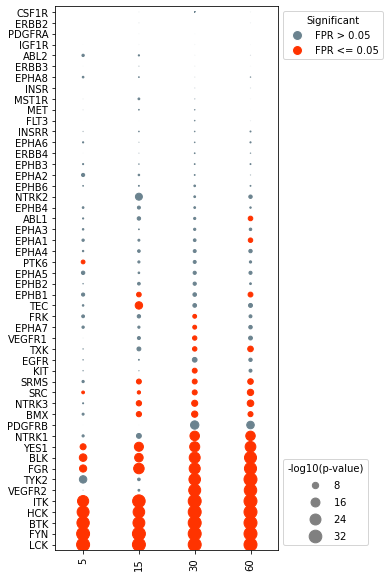 CSF1R
ERBB2
PDGFRA
IGF1R
ABL2
ERBB3
EPHA8
INSR
MST1R
MET
FLT3
INSRR
EPHA6
ERBB4
EPHB3
EPHA2
EPHB6
NTRK2
EPHB4
ABL1
EPHA3
EPHA1
EPHA4
PTK6
EPHA5
EPHB2
EPHB1
TEC
FRK
EPHA7
VEGFR1
TXK
EGFR
KIT
SRMS
SRC
NTRK3
BMX
PDGFRB
NTRK1
YES1
BLK
FGR
TYK2
VEGFR2
ITK
HCK
BTK
FYN
LCK
5
15
30
60
Significant
FPR > 0.05
FPR <= 0.05
-log10(p-value)
8
16
24
32